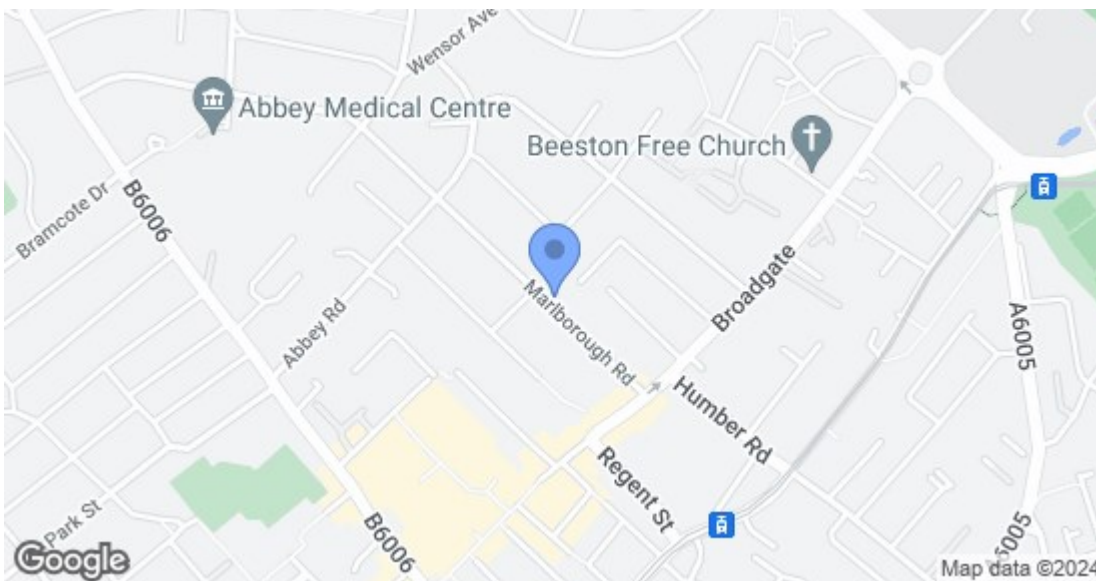 Wensor Ave
Abbey Medical Centre
Beeston Free Church
Bramcote Dr
B6006
Broadgate
Marlborough Rd
A6005
Abbey Rd
Humber Rd
Regent St
Park St
B6006
A6005
Google
Map data ©2024